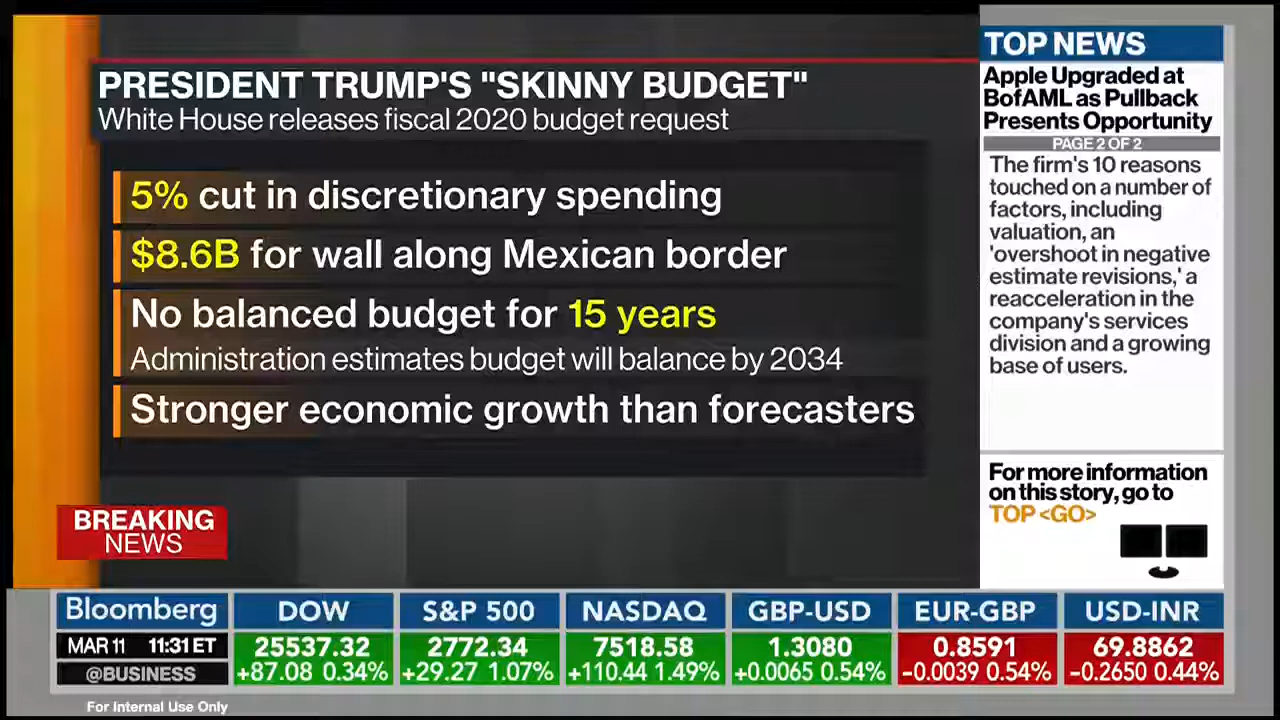 PRESIDENT TRUMP'S "SKINNY BUDGET"
White House releases fiscal 2020 budget request
5% cut in discretionary spending
$8.6B for wall along Mexican border
No balanced budget for 15 years
Administration estimates budget will balance by 2034
Stronger economic growth than forecasters
BREAKING
NEWS
TOP NEWS
Apple Upgraded at
BofAML as Pullback
Presents Opportunity
PAGE 2 OF 2
The firm's 10 reasons
touched on a number of
factors, including
valuation, an
'overshoot in negative
estimate revisions,' a
reacceleration in the
company's services
division and a growing
base of users.
For more information
on this story, go to
TOP <GO>
Bloomberg DOW S&P 500 NASDAQ GBP-USD EUR-GBP USD-INR
MAR 11 11:31 ET 25537.32 2772.34 7518.58 1.3080 0.8591 69.8862
@BUSINESS +87.08 0.34% +29.27 1.07% +110.44 1.49% +0.0065 0.54% -0.0039 0.54% -0.2650 0.44%
For Internal Use Only